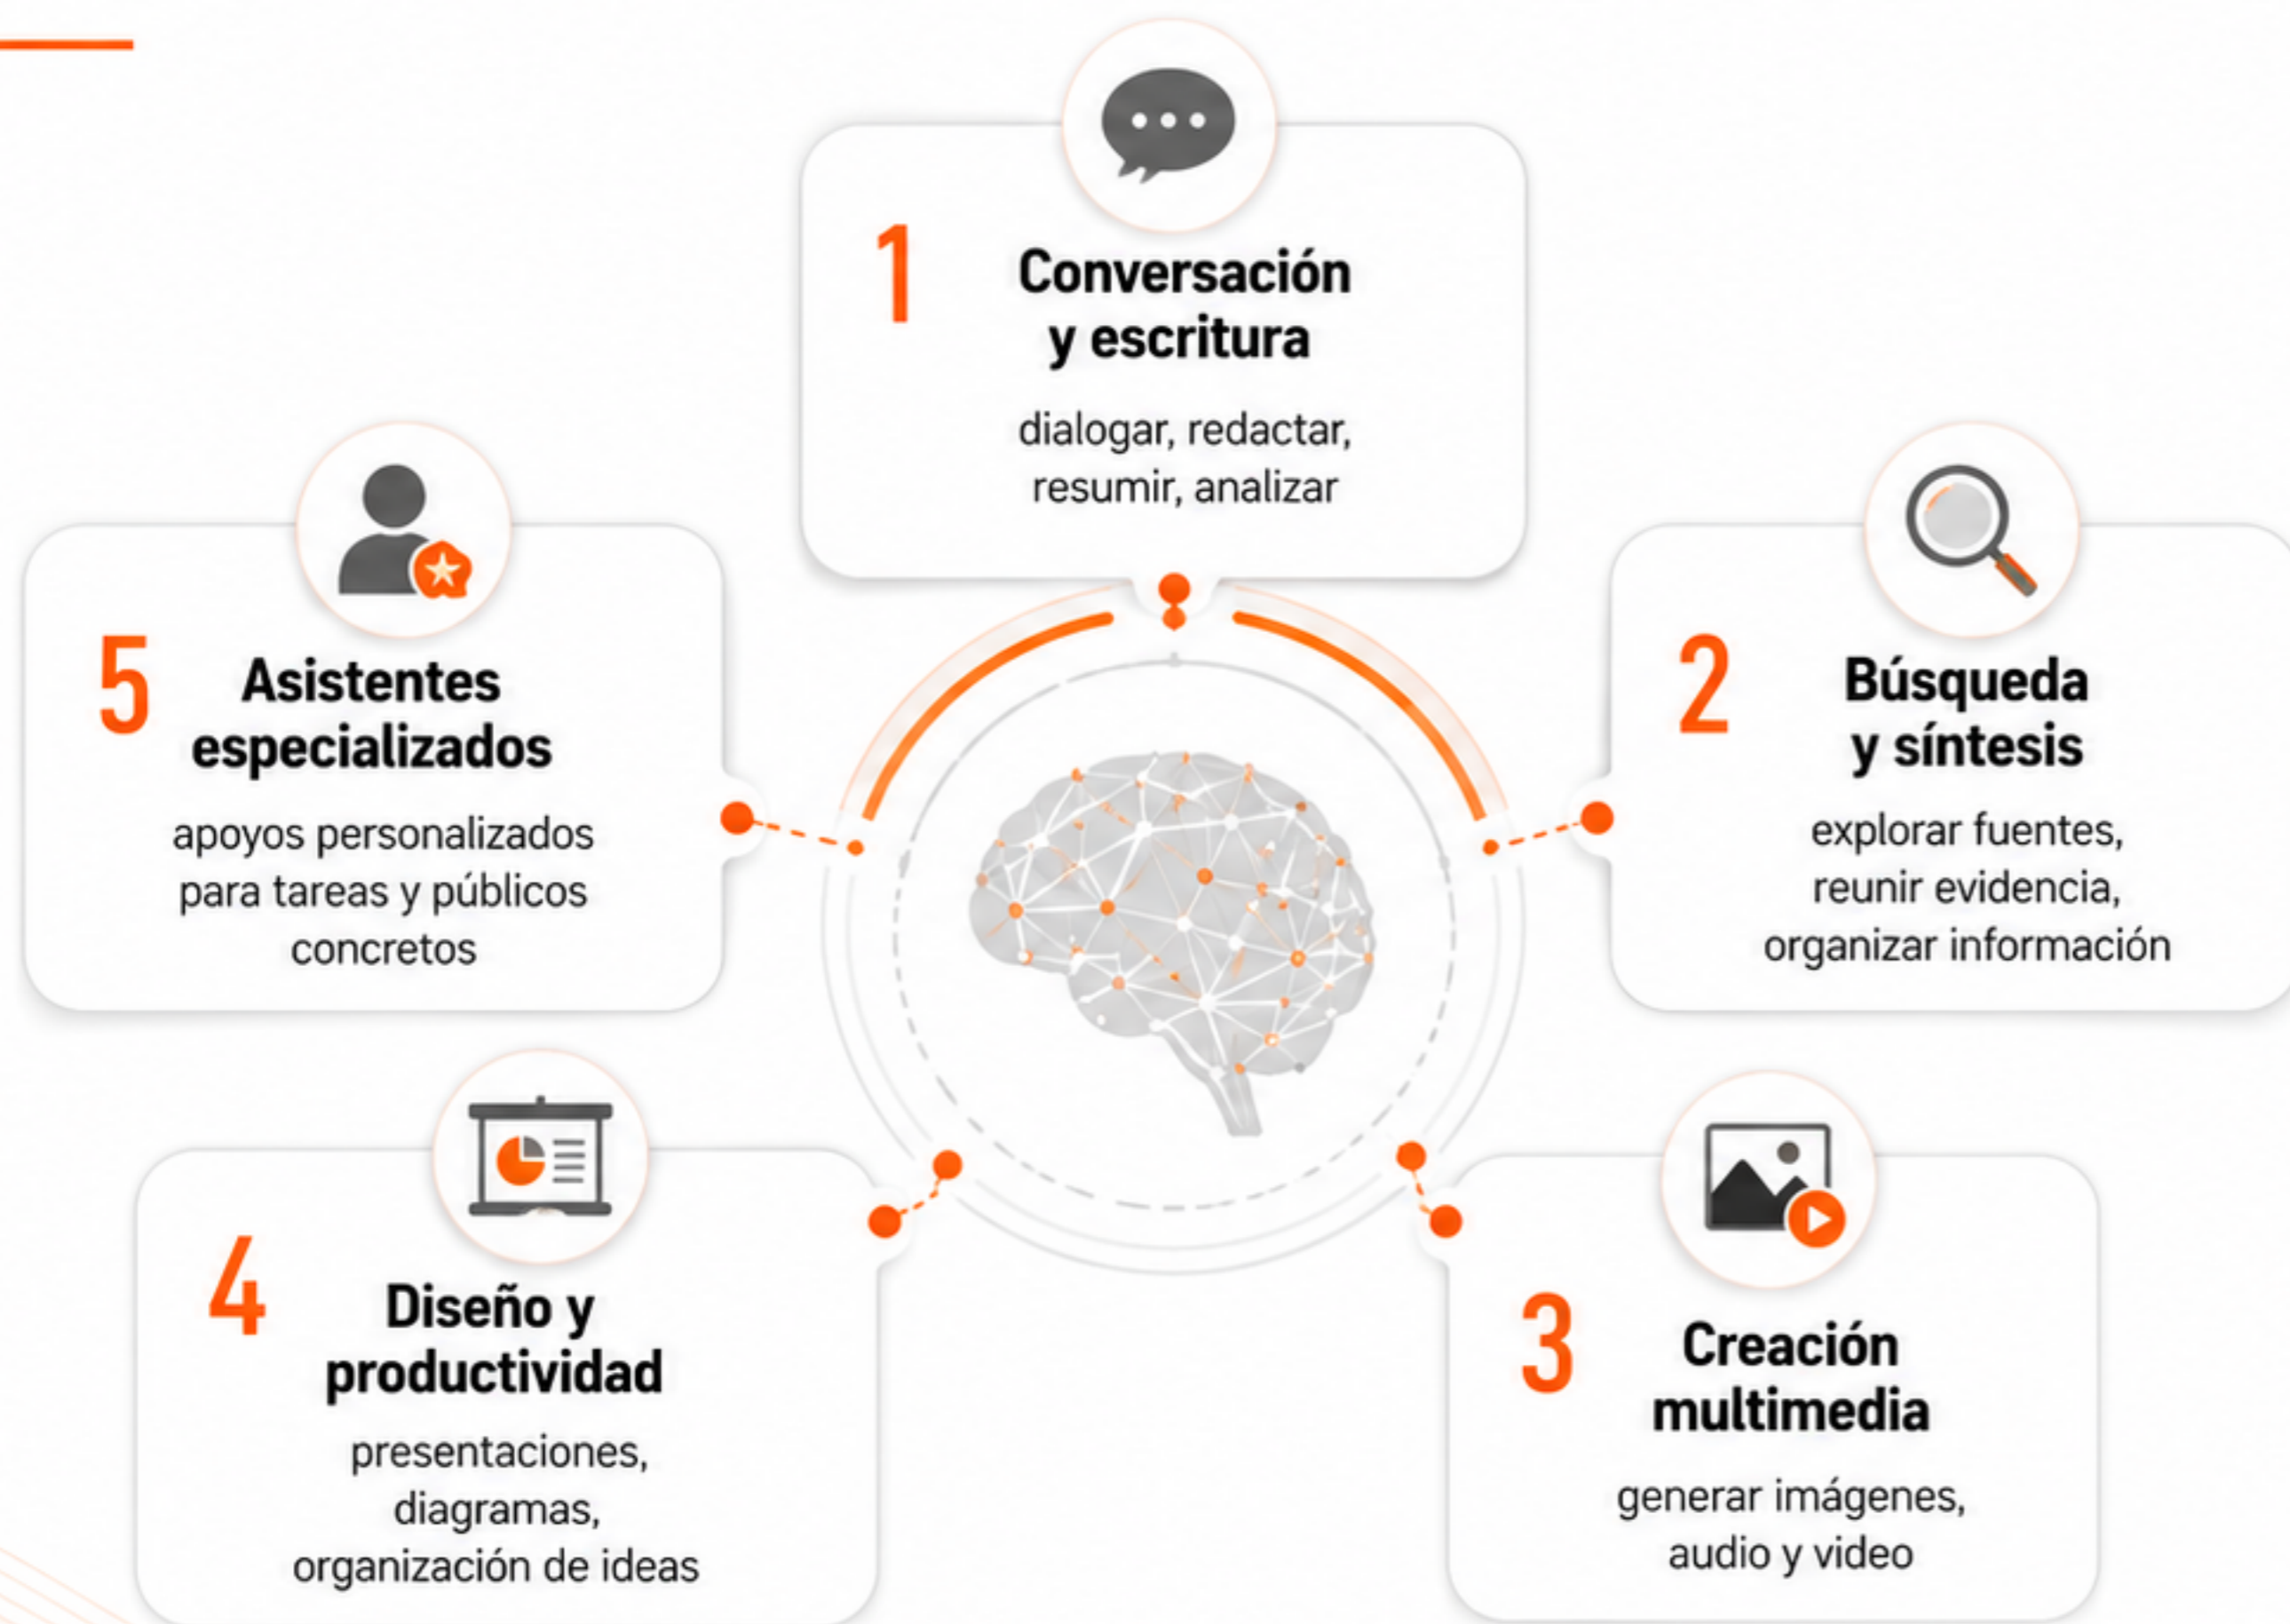 1
Conversación
y escritura
dialogar, redactar,
resumir, analizar
2
Búsqueda
y síntesis
explorar fuentes,
reunir evidencia,
organizar información
3
Creación
multimedia
generar imágenes,
audio y video
4
Diseño y
productividad
presentaciones,
diagramas,
organización de ideas
5
Asistentes
especializados
apoyos personalizados
para tareas y públicos
concretos